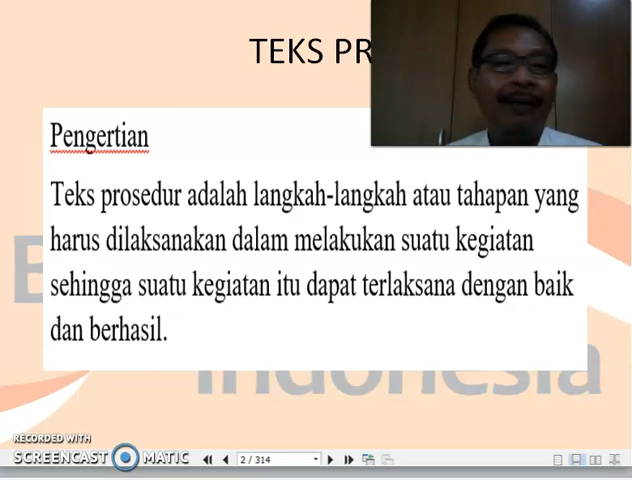 TEKS PR
Pengertian
Teks prosedur adalah langkah-langkah atau tahapan yang
harus dilaksanakan dalam melakukan suatu kegiatan
sehingga suatu kegiatan itu dapat terlaksana dengan baik
dan berhasil.
Indonesia
RECORDED WITH
SCREENCAST MATIC
2 / 314